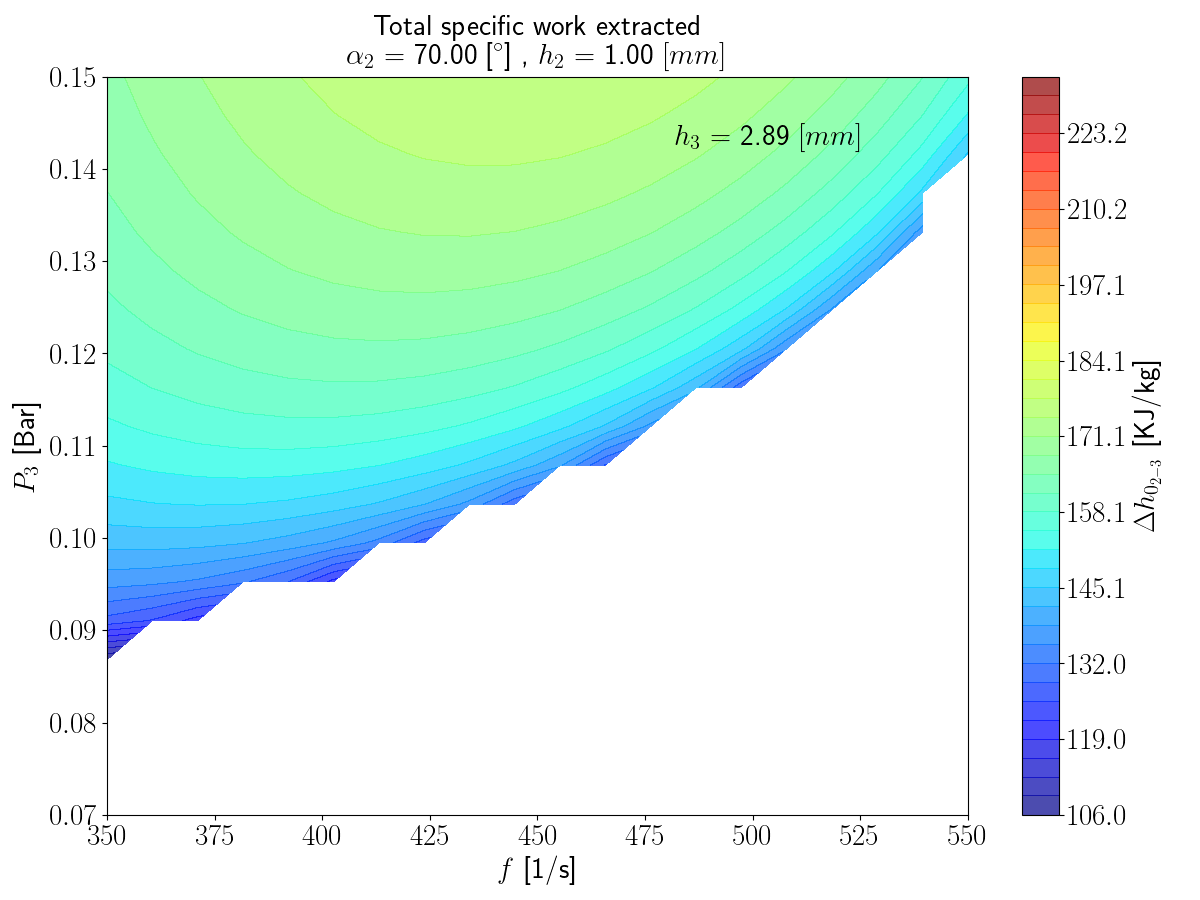 Total specific work extracted
α₂ = 70.00 [°] , h₂ = 1.00 [mm]
h₃ = 2.89 [mm]
P₃ [Bar]
0.15
0.14
0.13
0.12
0.11
0.10
0.09
0.08
0.07
350 375 400 425 450 475 500 525 550
f [1/s]
223.2
210.2
197.1
184.1
171.1
158.1
145.1
132.0
119.0
106.0
Δh₀₂₋₃ [KJ/kg]